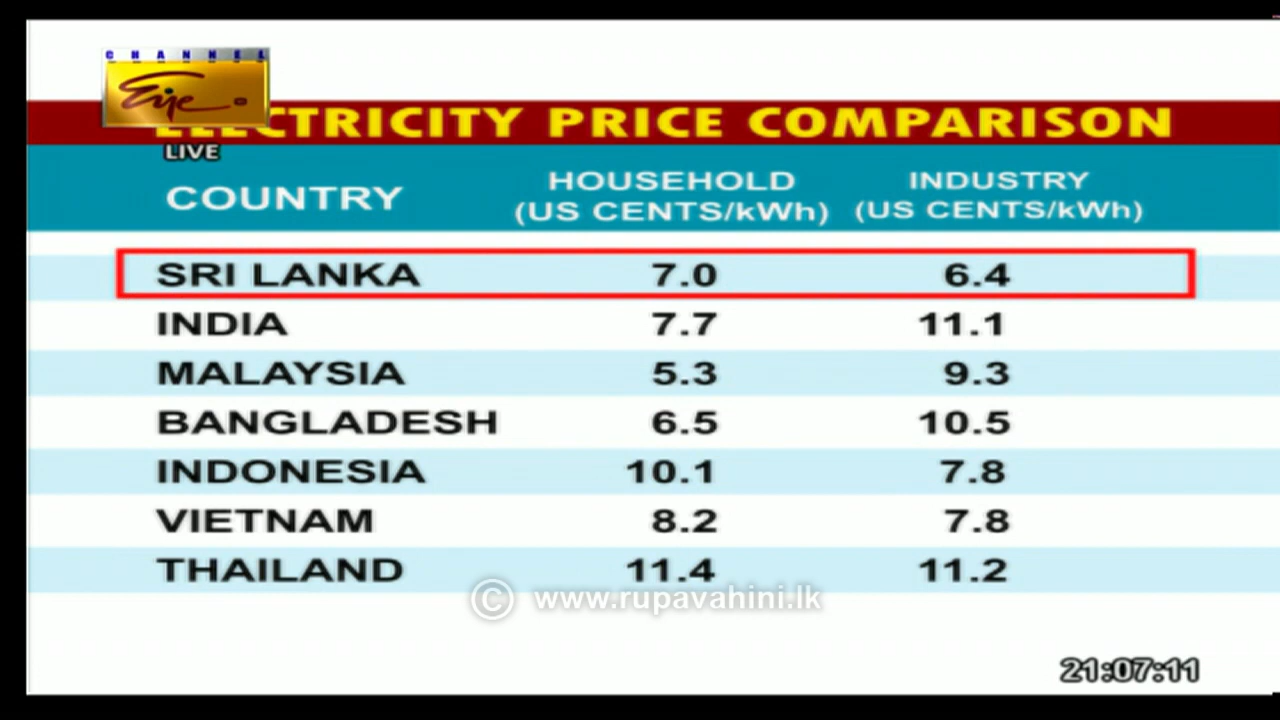 CHANNEL
Eye
ELECTRICITY PRICE COMPARISON
LIVE
COUNTRY HOUSEHOLD (US CENTS/kWh) INDUSTRY (US CENTS/kWh)
SRI LANKA 7.0 6.4
INDIA 7.7 11.1
MALAYSIA 5.3 9.3
BANGLADESH 6.5 10.5
INDONESIA 10.1 7.8
VIETNAM 8.2 7.8
THAILAND 11.4 11.2
© www.rupavahini.lk
21:07:11